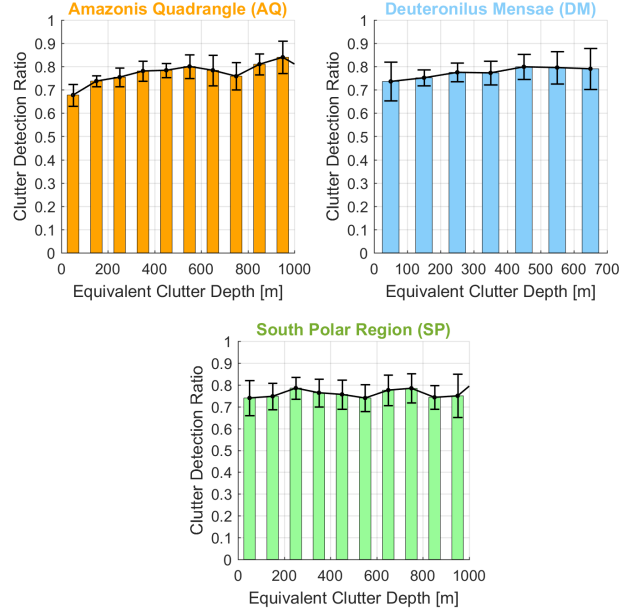 Amazonis Quadrangle (AQ)
1
0.9
0.8
0.7
0.6
0.5
0.4
0.3
0.2
0.1
0
Clutter Detection Ratio
0 200 400 600 800 1000
Equivalent Clutter Depth [m]
Deuteronilus Mensae (DM)
1
0.9
0.8
0.7
0.6
0.5
0.4
0.3
0.2
0.1
0
Clutter Detection Ratio
0 100 200 300 400 500 600 700
Equivalent Clutter Depth [m]
South Polar Region (SP)
1
0.9
0.8
0.7
0.6
0.5
0.4
0.3
0.2
0.1
0
Clutter Detection Ratio
0 200 400 600 800 1000
Equivalent Clutter Depth [m]